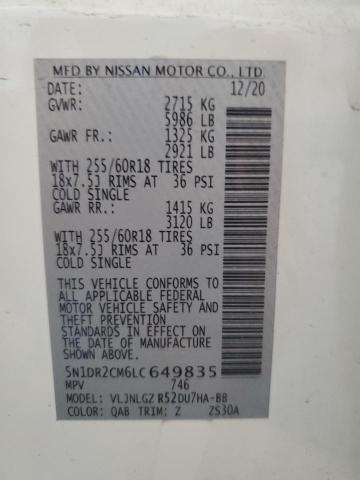 MFD BY NISSAN MOTOR CO., LTD
DATE: 12/20
GVWR: 2715 KG
5986 LB
GAWR FR.: 1325 KG
2921 LB
WITH 255/60R18 TIRES
18x7.5J RIMS AT 36 PSI
COLD SINGLE
GAWR RR.: 1415 KG
3120 LB
WITH 255/60R18 TIRES
18x7.5J RIMS AT 36 PSI
COLD SINGLE
THIS VEHICLE CONFORMS TO
ALL APPLICABLE FEDERAL
MOTOR VEHICLE SAFETY AND
THEFT PREVENTION
STANDARDS IN EFFECT ON
THE DATE OF MANUFACTURE
SHOWN ABOVE.
5N1DR2CM6LC649835
MPV 746
MODEL: VLJNLGZ R52DU7HA-BB
COLOR: QAB TRIM: Z ZS30A